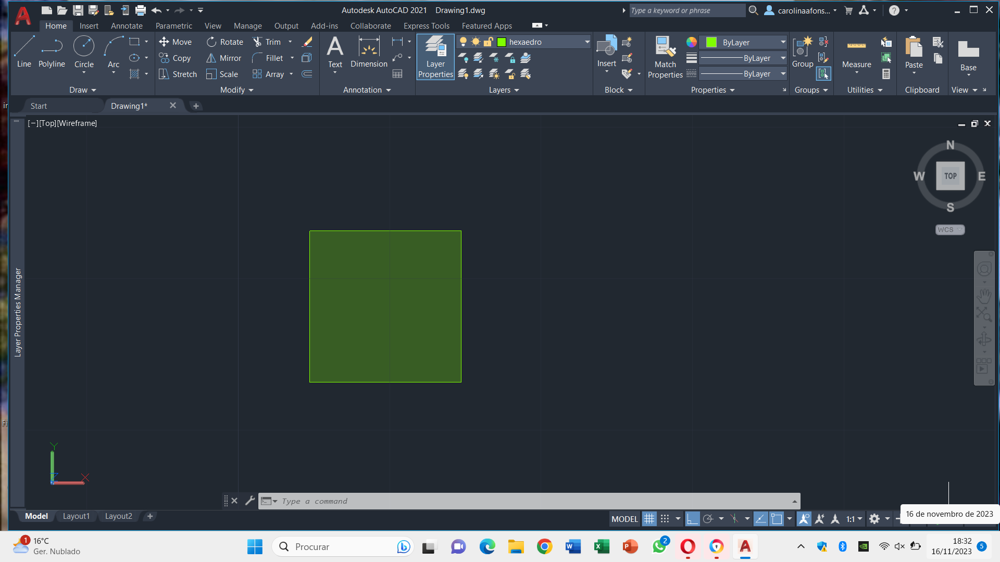 Autodesk AutoCAD 2021 Drawing1.dwg
Type a keyword or phrase
carolinaafons...
Home Insert Annotate Parametric View Manage Output Add-ins Collaborate Express Tools Featured Apps
Line Polyline Circle Arc
Draw
Move Rotate Trim
Copy Mirror Fillet
Stretch Scale Array
Modify
Text Dimension
Annotation
Layer Properties
hexaedro
Layers
Insert
Block
Match Properties
ByLayer
ByLayer
ByLayer
Properties
Group
Groups
Measure
Utilities
Paste
Clipboard
Base
View
Start Drawing1*
[−][Top][Wireframe]
N
W TOP E
S
WCS
Layer Properties Manager
Y
Z X
Type a command
Model Layout1 Layout2
MODEL 1:1
16 de novembro de 2023
1 16°C
Ger. Nublado
Procurar
2
18:32
16/11/2023
5